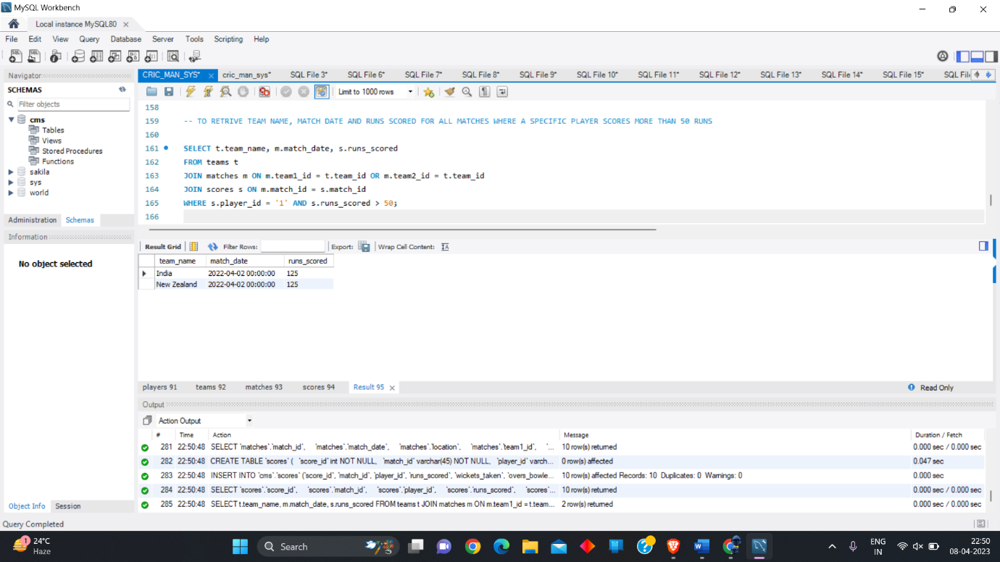 MySQL Workbench
Local instance MySQL80
File Edit View Query Database Server Tools Scripting Help
Navigator
SCHEMAS
Filter objects
cms
Tables
Views
Stored Procedures
Functions
sakila
sys
world
Administration Schemas
Information
No object selected
Object Info Session
CRIC_MAN_SYS* cric_man_sys* SQL File 3* SQL File 6* SQL File 7* SQL File 8* SQL File 9* SQL File 10* SQL File 11* SQL File 12* SQL File 13* SQL File 14* SQL File 15* SQL File
Limit to 1000 rows
158
159 -- TO RETRIVE TEAM NAME, MATCH DATE AND RUNS SCORED FOR ALL MATCHES WHERE A SPECIFIC PLAYER SCORES MORE THAN 50 RUNS
160
161 SELECT t.team_name, m.match_date, s.runs_scored
162 FROM teams t
163 JOIN matches m ON m.team1_id = t.team_id OR m.team2_id = t.team_id
164 JOIN scores s ON m.match_id = s.match_id
165 WHERE s.player_id = '1' AND s.runs_scored > 50;
166
Result Grid Filter Rows: Export: Wrap Cell Content: IA
team_name match_date runs_scored
India 2022-04-02 00:00:00 125
New Zealand 2022-04-02 00:00:00 125
players 91 teams 92 matches 93 scores 94 Result 95 Read Only
Output
Action Output
# Time Action Message Duration / Fetch
281 22:50:48 SELECT `matches`.`match_id`, `matches`.`match_date`, `matches`.`location`, `matches`.`team1_id`, `... 10 row(s) returned 0.000 sec / 0.000 sec
282 22:50:48 CREATE TABLE `scores` ( `score_id` int NOT NULL, `match_id` varchar(45) NOT NULL, `player_id` varch... 0 row(s) affected 0.047 sec
283 22:50:48 INSERT INTO `cms`.`scores` (`score_id`, `match_id`, `player_id`, `runs_scored`, `wickets_taken`, `overs_bowle... 10 row(s) affected Records: 10 Duplicates: 0 Warnings: 0 0.000 sec
284 22:50:48 SELECT `scores`.`score_id`, `scores`.`match_id`, `scores`.`player_id`, `scores`.`runs_scored`, `scores`... 10 row(s) returned 0.000 sec / 0.000 sec
285 22:50:48 SELECT t.team_name, m.match_date, s.runs_scored FROM teams t JOIN matches m ON m.team1_id = t.team... 2 row(s) returned 0.000 sec / 0.000 sec
Query Completed
1 24°C
Haze
Search
ENG
IN
22:50
08-04-2023